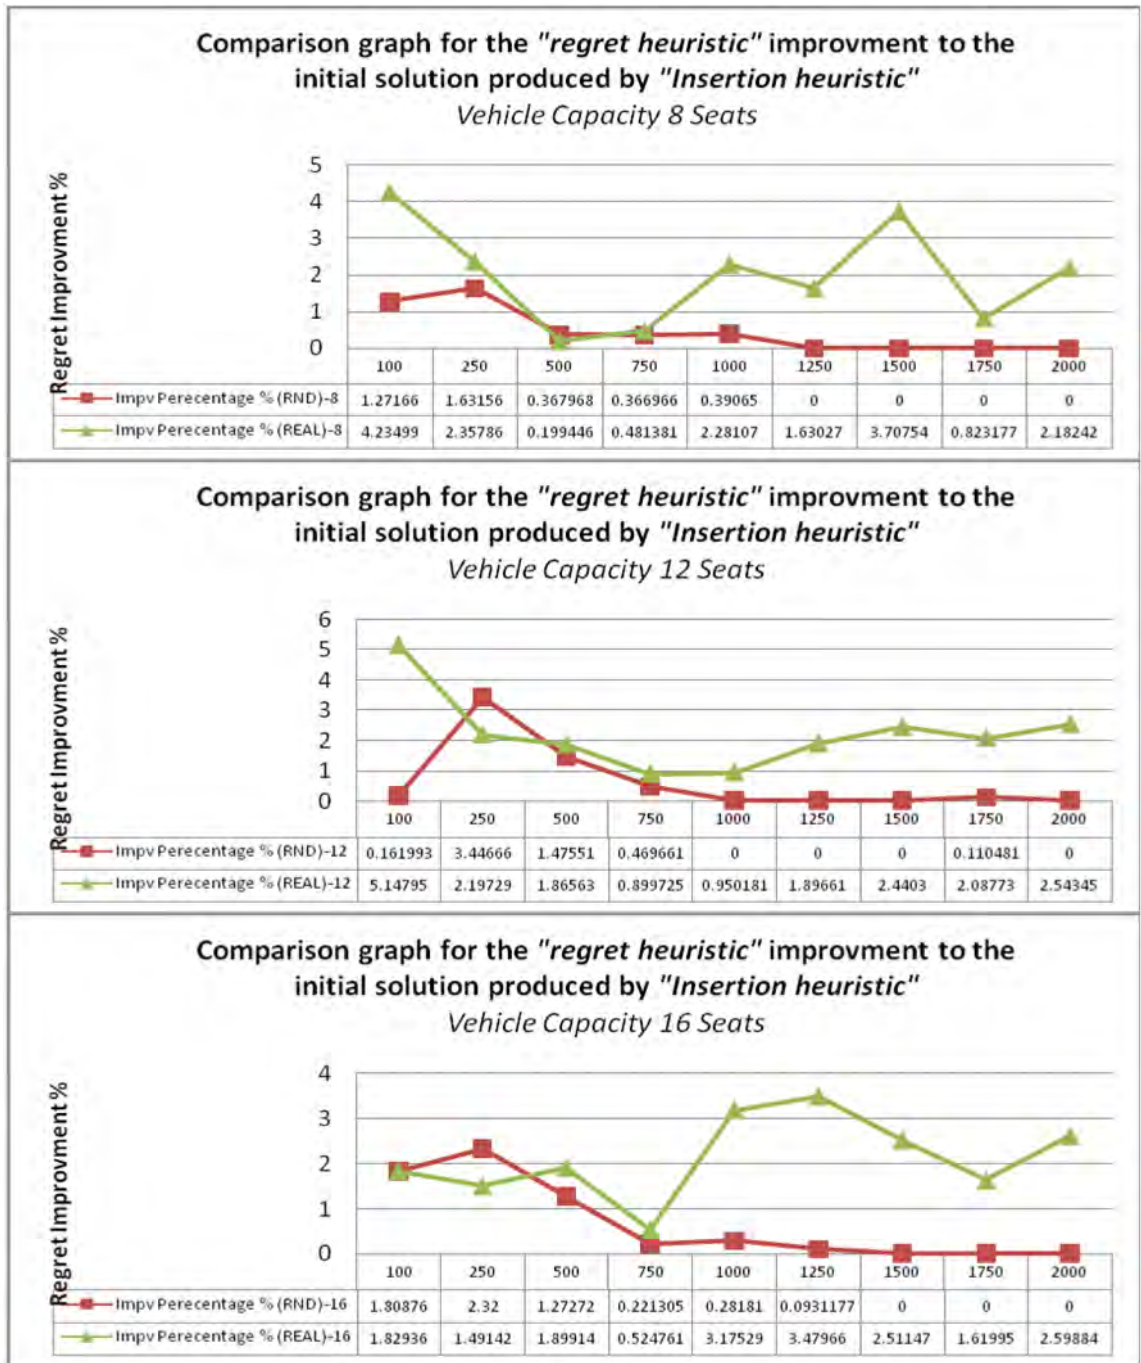 Comparison graph for the "regret heuristic" improvment to the
initial solution produced by "Insertion heuristic"
Vehicle Capacity 8 Seats
Regret Improvment %
5
4
3
2
1
0
100 250 500 750 1000 1250 1500 1750 2000
Impv Perecentage % (RND)-8 1.27166 1.63156 0.367968 0.366966 0.39065 0 0 0 0
Impv Perecentage % (REAL)-8 4.23499 2.35786 0.199446 0.481381 2.28107 1.63027 3.70754 0.823177 2.18242
Comparison graph for the "regret heuristic" improvment to the
initial solution produced by "Insertion heuristic"
Vehicle Capacity 12 Seats
Regret Improvment %
6
5
4
3
2
1
0
100 250 500 750 1000 1250 1500 1750 2000
Impv Perecentage % (RND)-12 0.161993 3.44666 1.47551 0.469661 0 0 0 0.110481 0
Impv Perecentage % (REAL)-12 5.14795 2.19729 1.86563 0.899725 0.950181 1.89661 2.4403 2.08773 2.54345
Comparison graph for the "regret heuristic" improvment to the
initial solution produced by "Insertion heuristic"
Vehicle Capacity 16 Seats
Regret Improvment %
4
3
2
1
0
100 250 500 750 1000 1250 1500 1750 2000
Impv Perecentage % (RND)-16 1.80876 2.32 1.27272 0.221305 0.28181 0.0931177 0 0 0
Impv Perecentage % (REAL)-16 1.82936 1.49142 1.89914 0.524761 3.17529 3.47966 2.51147 1.61995 2.59884